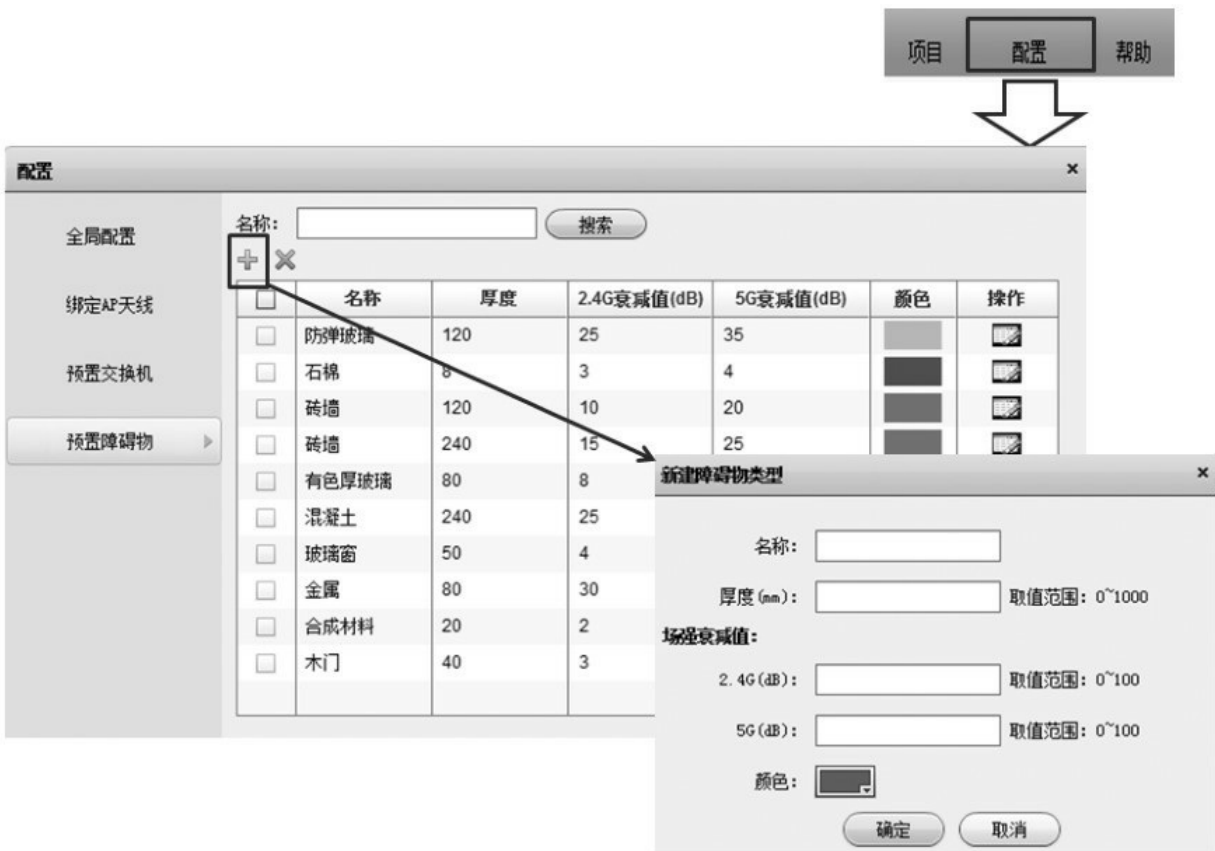 项目 配置 帮助
配置 ×
全局配置
绑定AP天线
预置交换机
预置障碍物
名称: 搜索
名称 厚度 2.4G衰减值(dB) 5G衰减值(dB) 颜色 操作
防弹玻璃 120 25 35
石棉 8 3 4
砖墙 120 10 20
砖墙 240 15 25
有色厚玻璃 80 8
混凝土 240 25
玻璃窗 50 4
金属 80 30
合成材料 20 2
木门 40 3
新建障碍物类型 ×
名称:
厚度(mm): 取值范围: 0~1000
场强衰减值:
2.4G(dB): 取值范围: 0~100
5G(dB): 取值范围: 0~100
颜色:
确定 取消